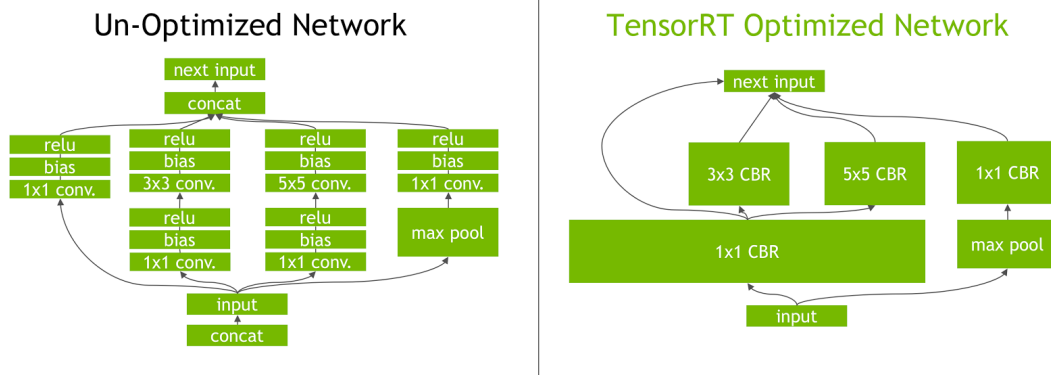 Un-Optimized Network
next input
concat
relu
bias
1x1 conv.
relu
bias
3x3 conv.
relu
bias
5x5 conv.
relu
bias
1x1 conv.
relu
bias
1x1 conv.
relu
bias
1x1 conv.
max pool
input
concat
TensorRT Optimized Network
next input
3x3 CBR
5x5 CBR
1x1 CBR
1x1 CBR
max pool
input